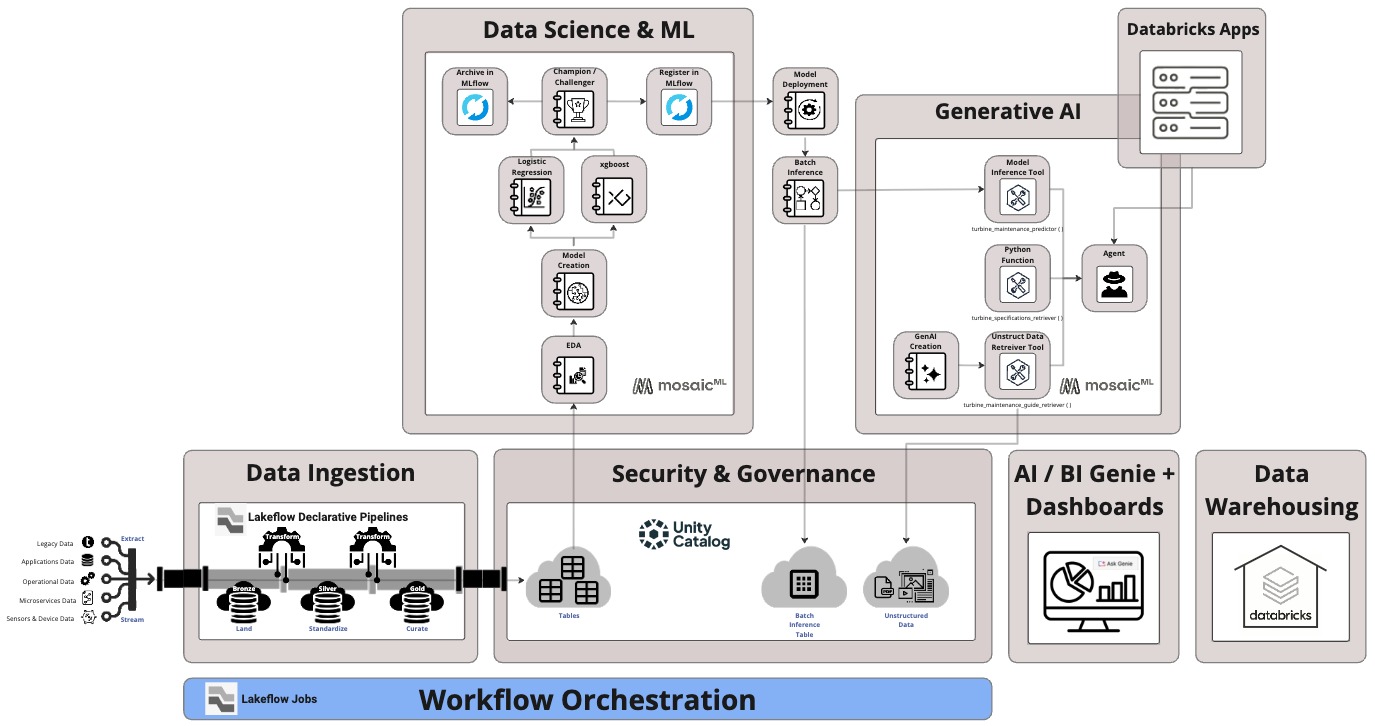 Data Science & ML
Archive in
MLflow
Champion /
Challenger
Register in
MLflow
Logistic
Regression
xgboost
Model
Creation
EDA
mosaicML
Model
Deployment
Batch
Inference
Generative AI
Databricks Apps
Model
Inference Tool
turbine_maintenance_predictor ( )
Python
Function
turbine_specifications_retriever ( )
Agent
GenAI
Creation
Unstruct Data
Retreiver Tool
turbine_maintenance_guide_retriever ( )
mosaicML
Legacy Data
Applications Data
Operational Data
Microservices Data
Sensors & Device Data
Extract
Stream
Data Ingestion
Lakeflow Declarative Pipelines
Transform
Transform
Bronze
Silver
Gold
Land
Standardize
Curate
Security & Governance
Unity
Catalog
Tables
Batch
Inference
Table
PDF
Unstructured
Data
AI / BI Genie +
Dashboards
Ask Genie
Data
Warehousing
databricks
Lakeflow Jobs
Workflow Orchestration